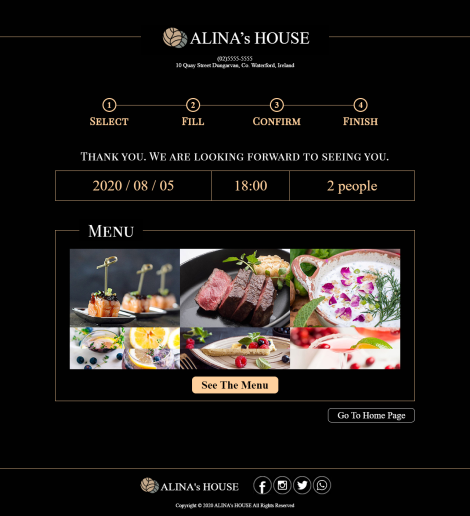 ALINA's HOUSE
(02)5555-5555
10 Quay Street Dungarvan, Co. Waterford, Ireland
1 2 3 4
Select Fill Confirm Finish
Thank you. We are looking forward to seeing you.
2020 / 08 / 05 18:00 2 people
Menu
See The Menu
Go To Home Page
ALINA's HOUSE
Copyright © 2020 ALINA's HOUSE All Rights Reserved